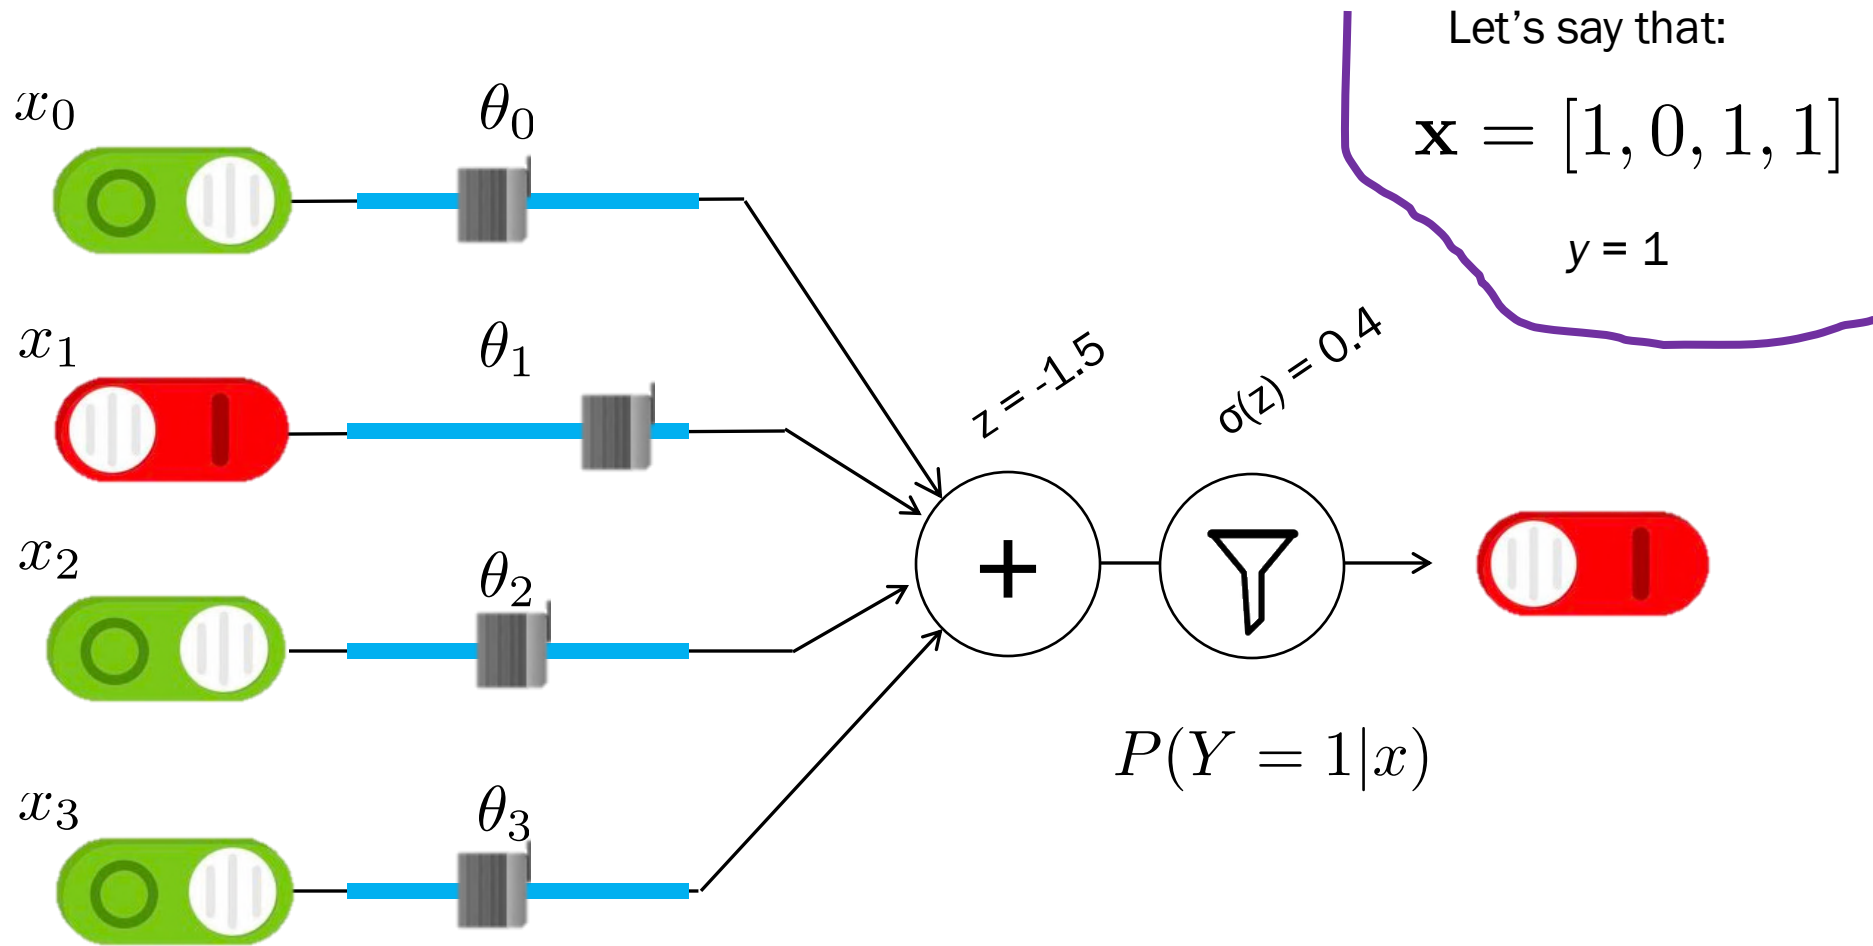 Let's say that:
x = [1, 0, 1, 1]
y = 1
x₀
θ₀
x₁
θ₁
z = -1.5
σ(z) = 0.4
x₂
θ₂
+
P(Y = 1|x)
x₃
θ₃